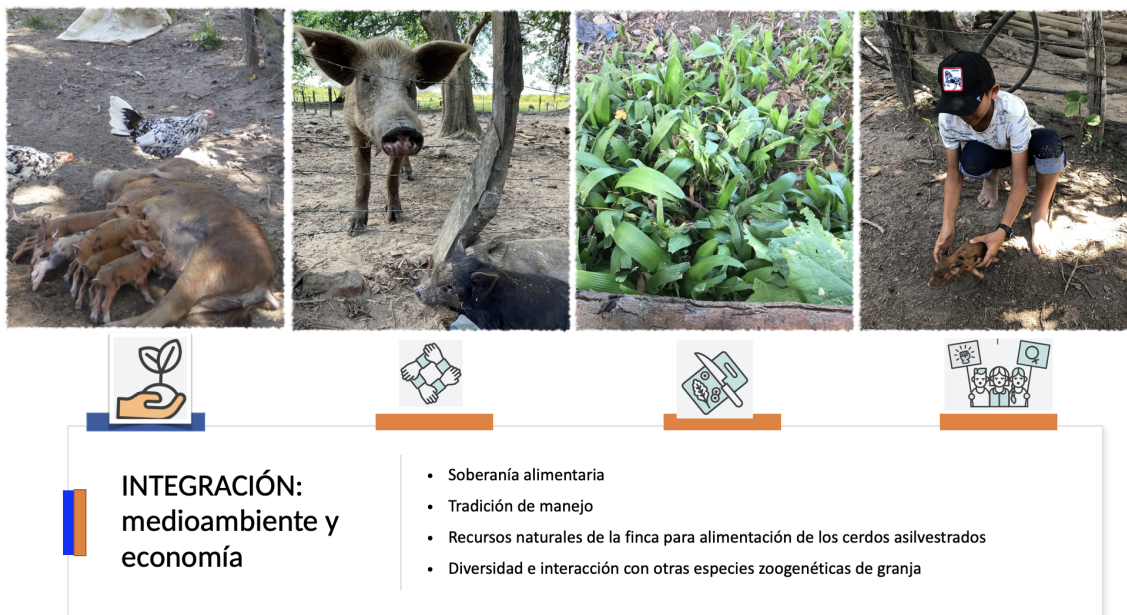 INTEGRACIÓN:
medioambiente y
economía
• Soberanía alimentaria
• Tradición de manejo
• Recursos naturales de la finca para alimentación de los cerdos asilvestrados
• Diversidad e interacción con otras especies zoogenéticas de granja